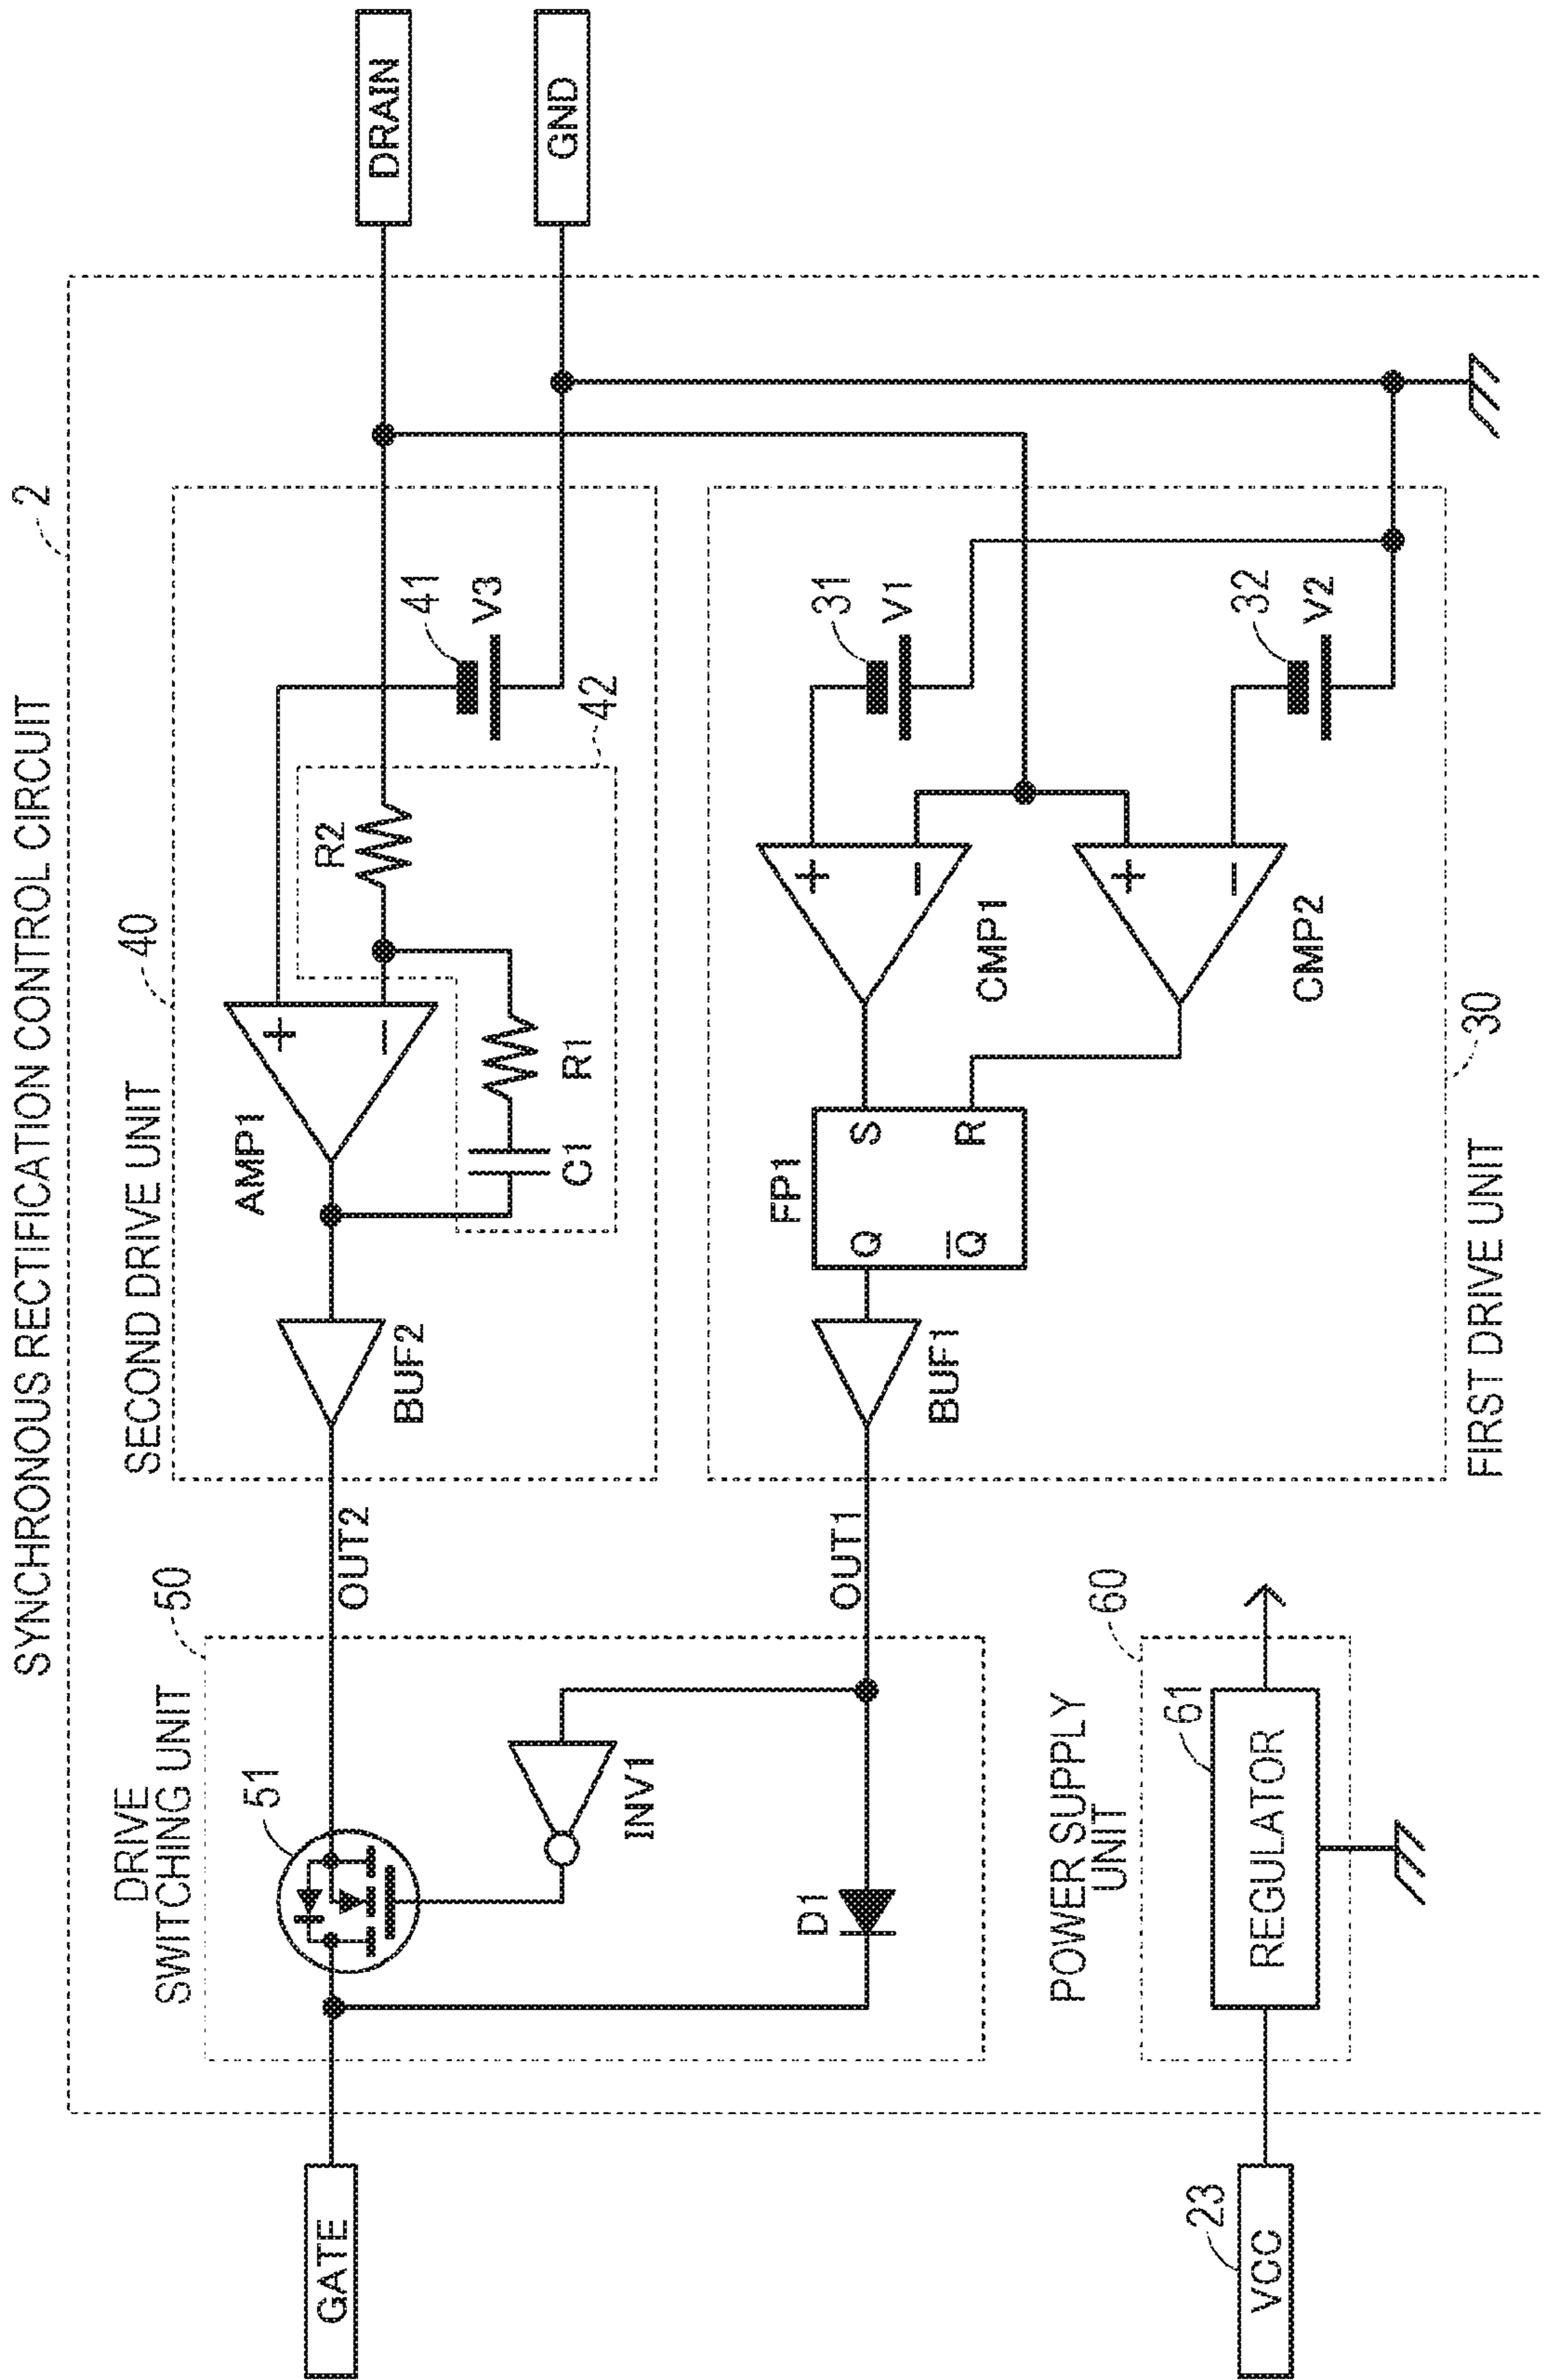 SYNCHRONOUS RECTIFICATION CONTROL CIRCUIT
2
DRIVE
SWITCHING UNIT
50
SECOND DRIVE UNIT
40
GATE
51
OUT2
BUF2
AMP1
+
−
C1
R1
R2
42
41
V3
DRAIN
GND
INV1
D1
OUT1
BUF1
FP1
Q
Q̅
S
R
CMP1
+
−
31
V1
CMP2
+
−
32
V2
30
FIRST DRIVE UNIT
POWER SUPPLY
UNIT
60
61
REGULATOR
23
VCC